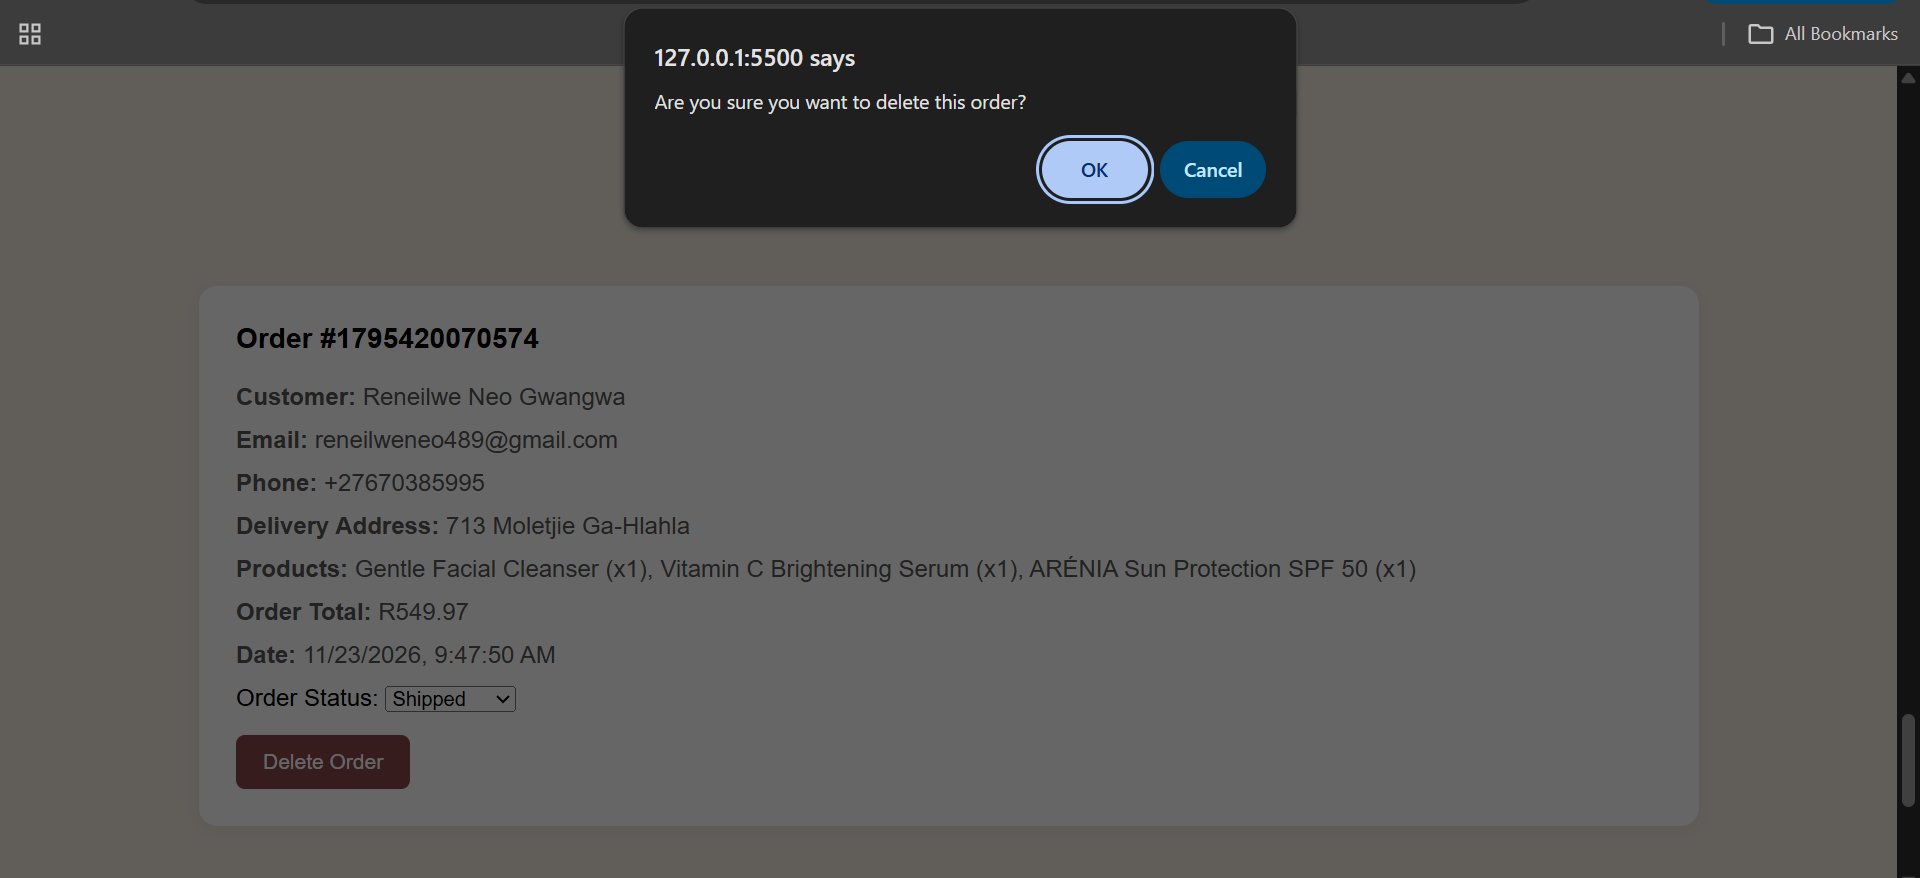 All Bookmarks
127.0.0.1:5500 says
Are you sure you want to delete this order?
OK Cancel
Order #1795420070574
Customer: Reneilwe Neo Gwangwa
Email: reneilweneo489@gmail.com
Phone: +27670385995
Delivery Address: 713 Moletjie Ga-Hlahla
Products: Gentle Facial Cleanser (x1), Vitamin C Brightening Serum (x1), ARÉNIA Sun Protection SPF 50 (x1)
Order Total: R549.97
Date: 11/23/2026, 9:47:50 AM
Order Status: Shipped
Delete Order